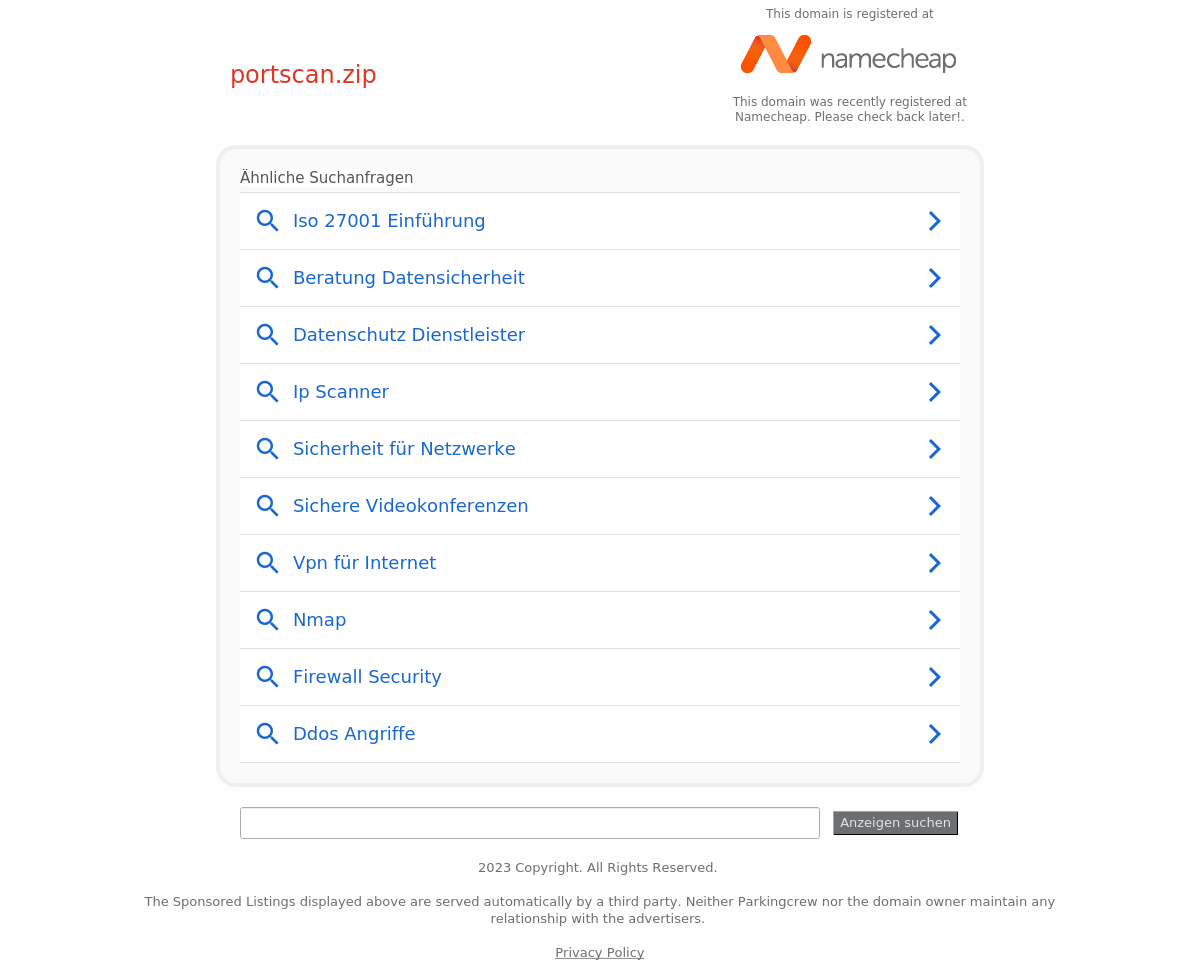 This domain is registered at
namecheap
portscan.zip
This domain was recently registered at
Namecheap. Please check back later!.
Ähnliche Suchanfragen
Iso 27001 Einführung
Beratung Datensicherheit
Datenschutz Dienstleister
Ip Scanner
Sicherheit für Netzwerke
Sichere Videokonferenzen
Vpn für Internet
Nmap
Firewall Security
Ddos Angriffe
Anzeigen suchen
2023 Copyright. All Rights Reserved.
The Sponsored Listings displayed above are served automatically by a third party. Neither Parkingcrew nor the domain owner maintain any
relationship with the advertisers.
Privacy Policy